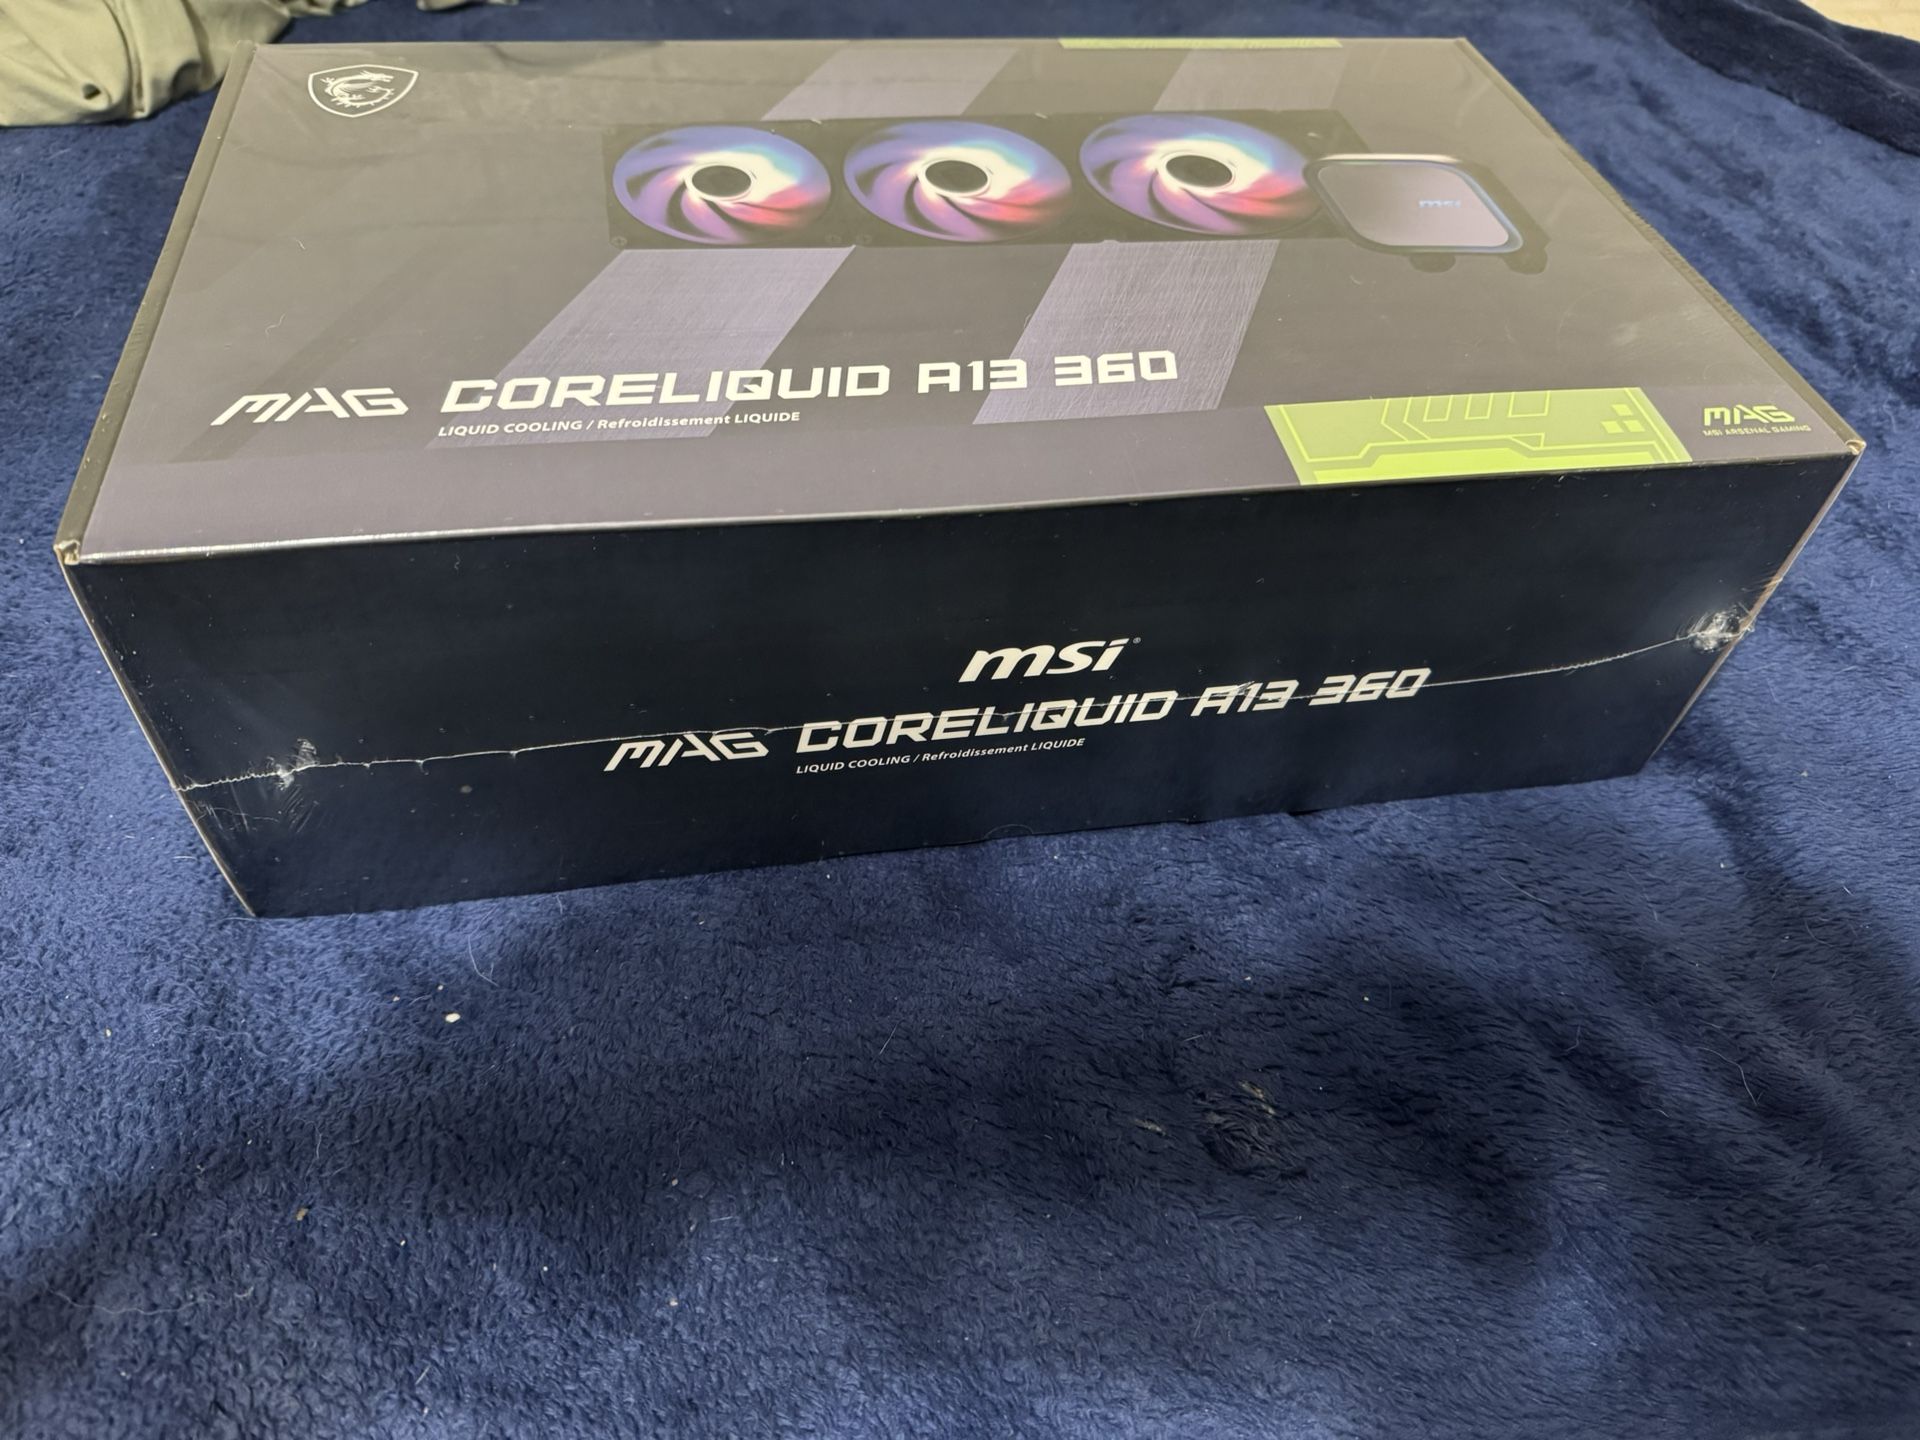 msi
MAG CORELIQUID A13 360
LIQUID COOLING / Refroidissement LIQUIDE
MAG
MSI ARSENAL GAMING
msi
MAG CORELIQUID A13 360
LIQUID COOLING / Refroidissement LIQUIDE